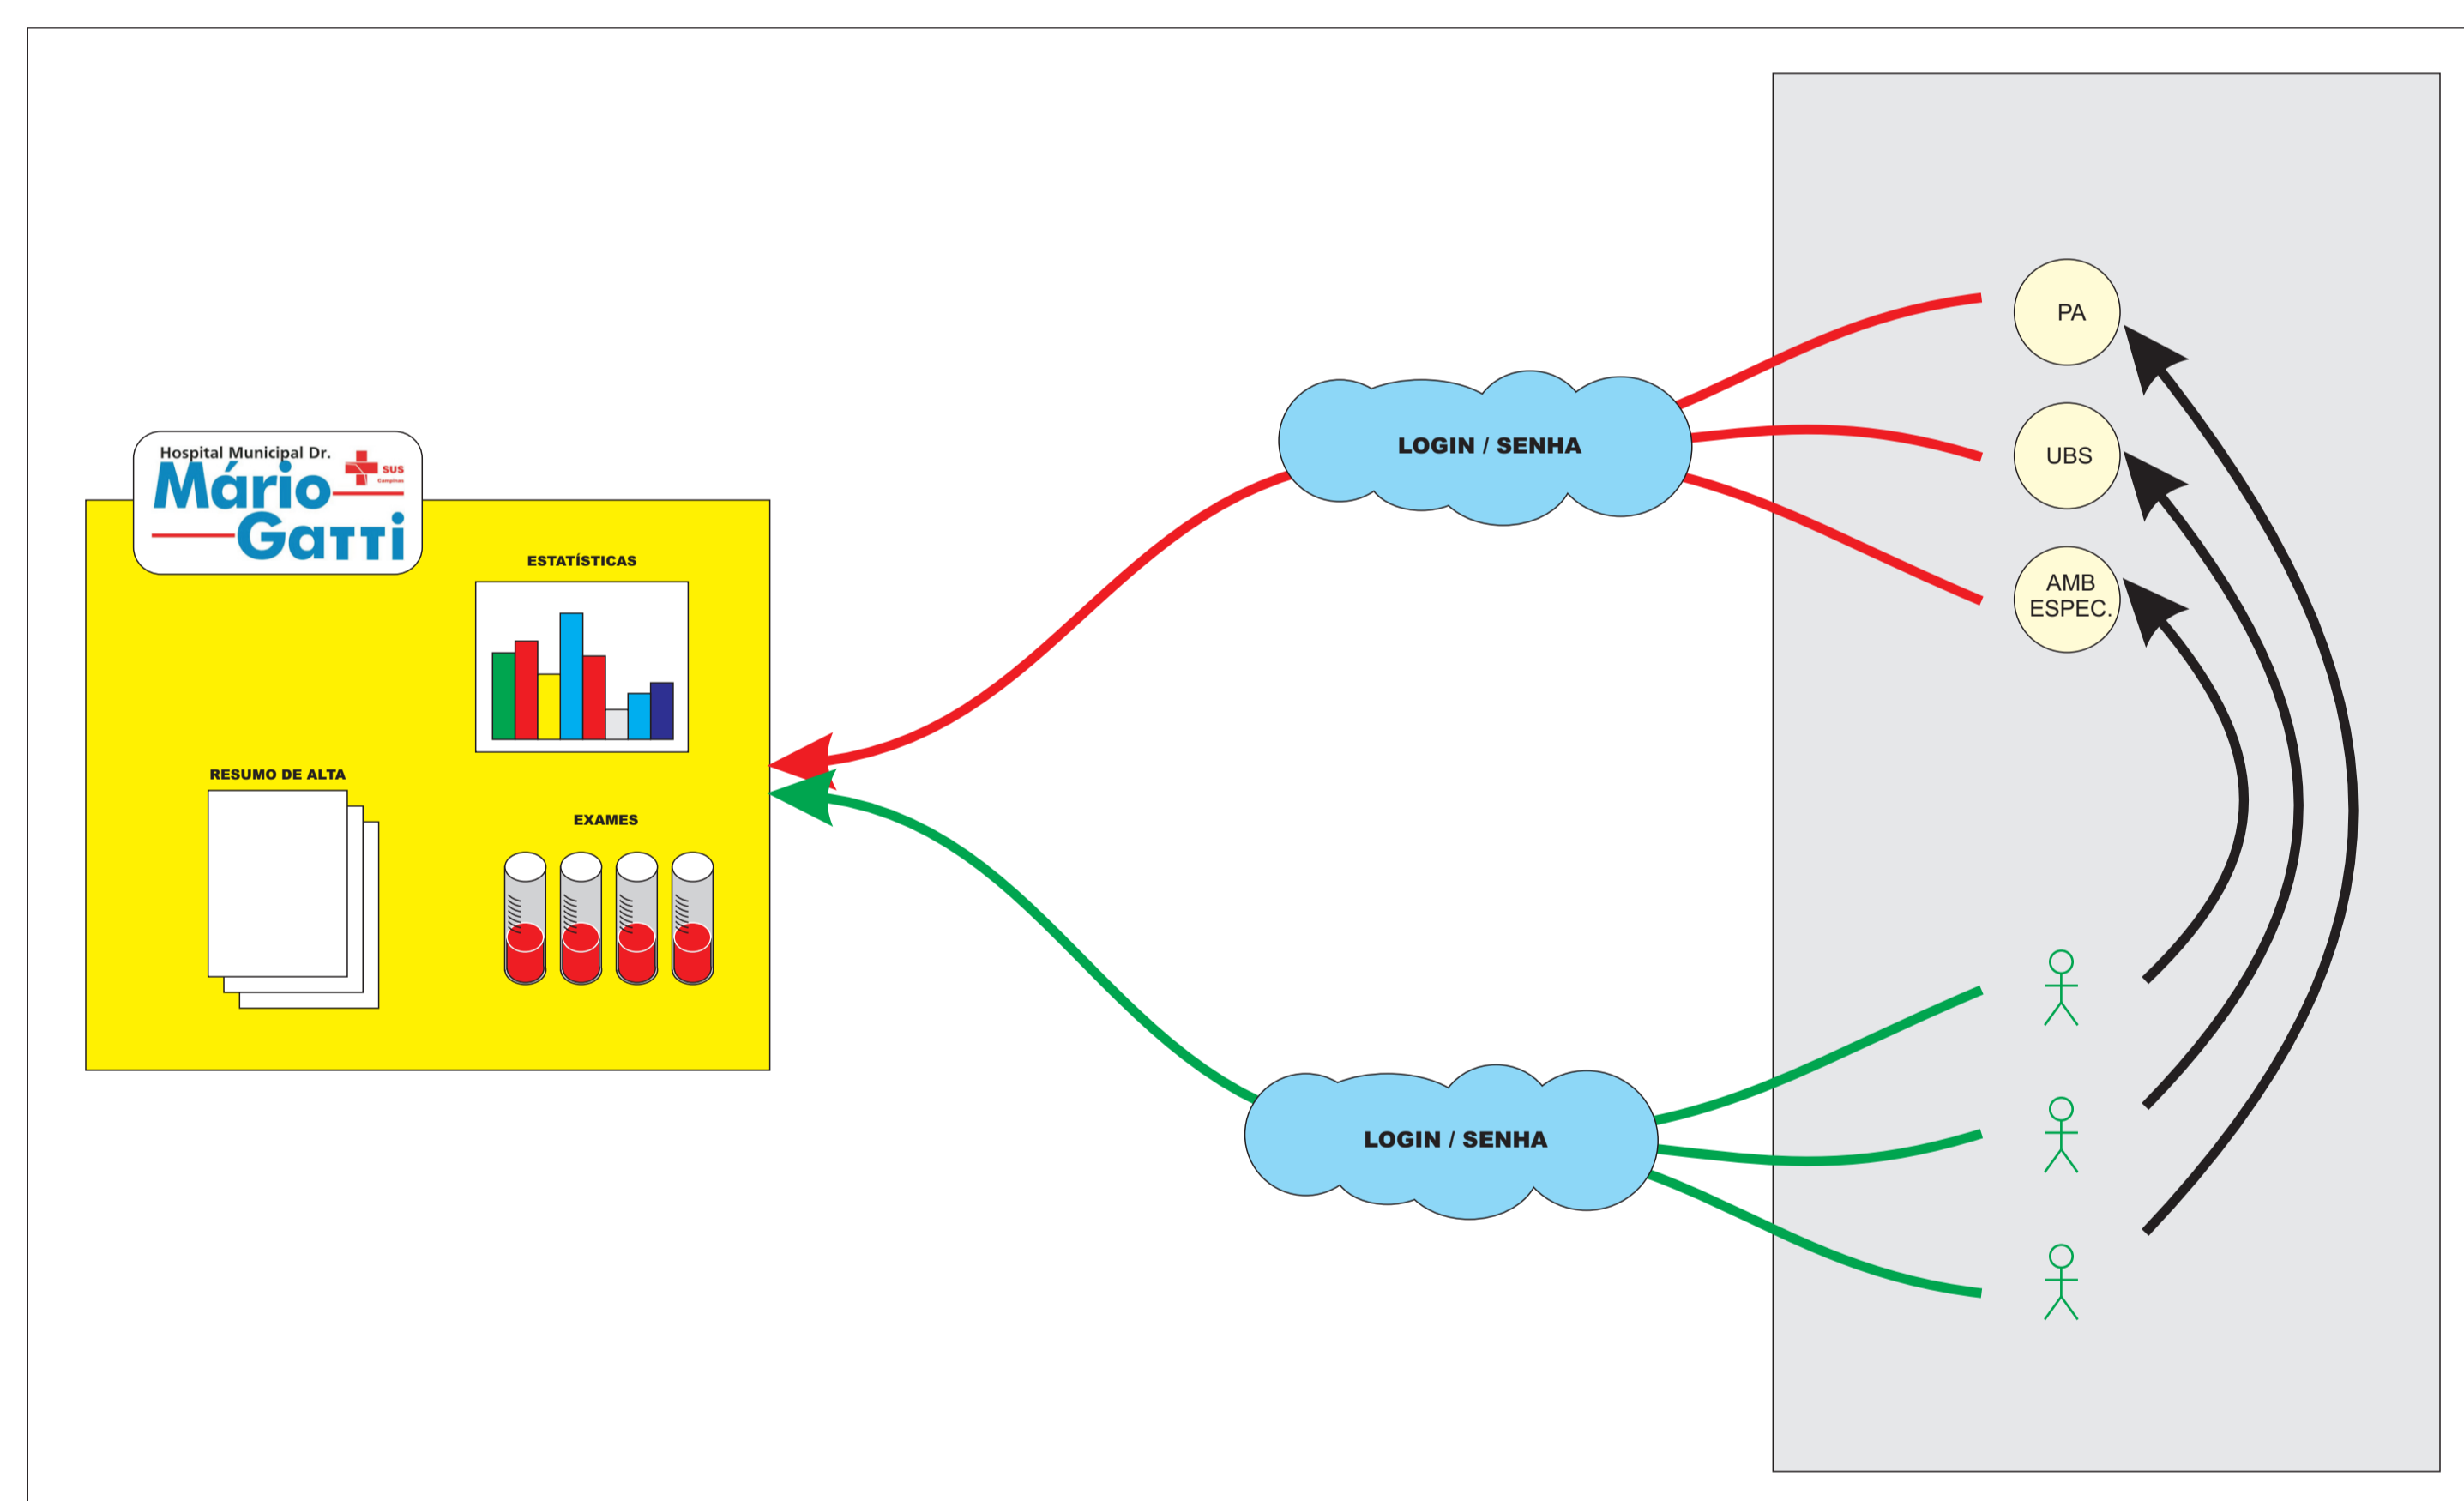 Hospital Municipal Dr.
Mário
Gatti
SUS
Campinas
ESTATÍSTICAS
RESUMO DE ALTA
EXAMES
LOGIN / SENHA
LOGIN / SENHA
PA
UBS
AMB
ESPEC.